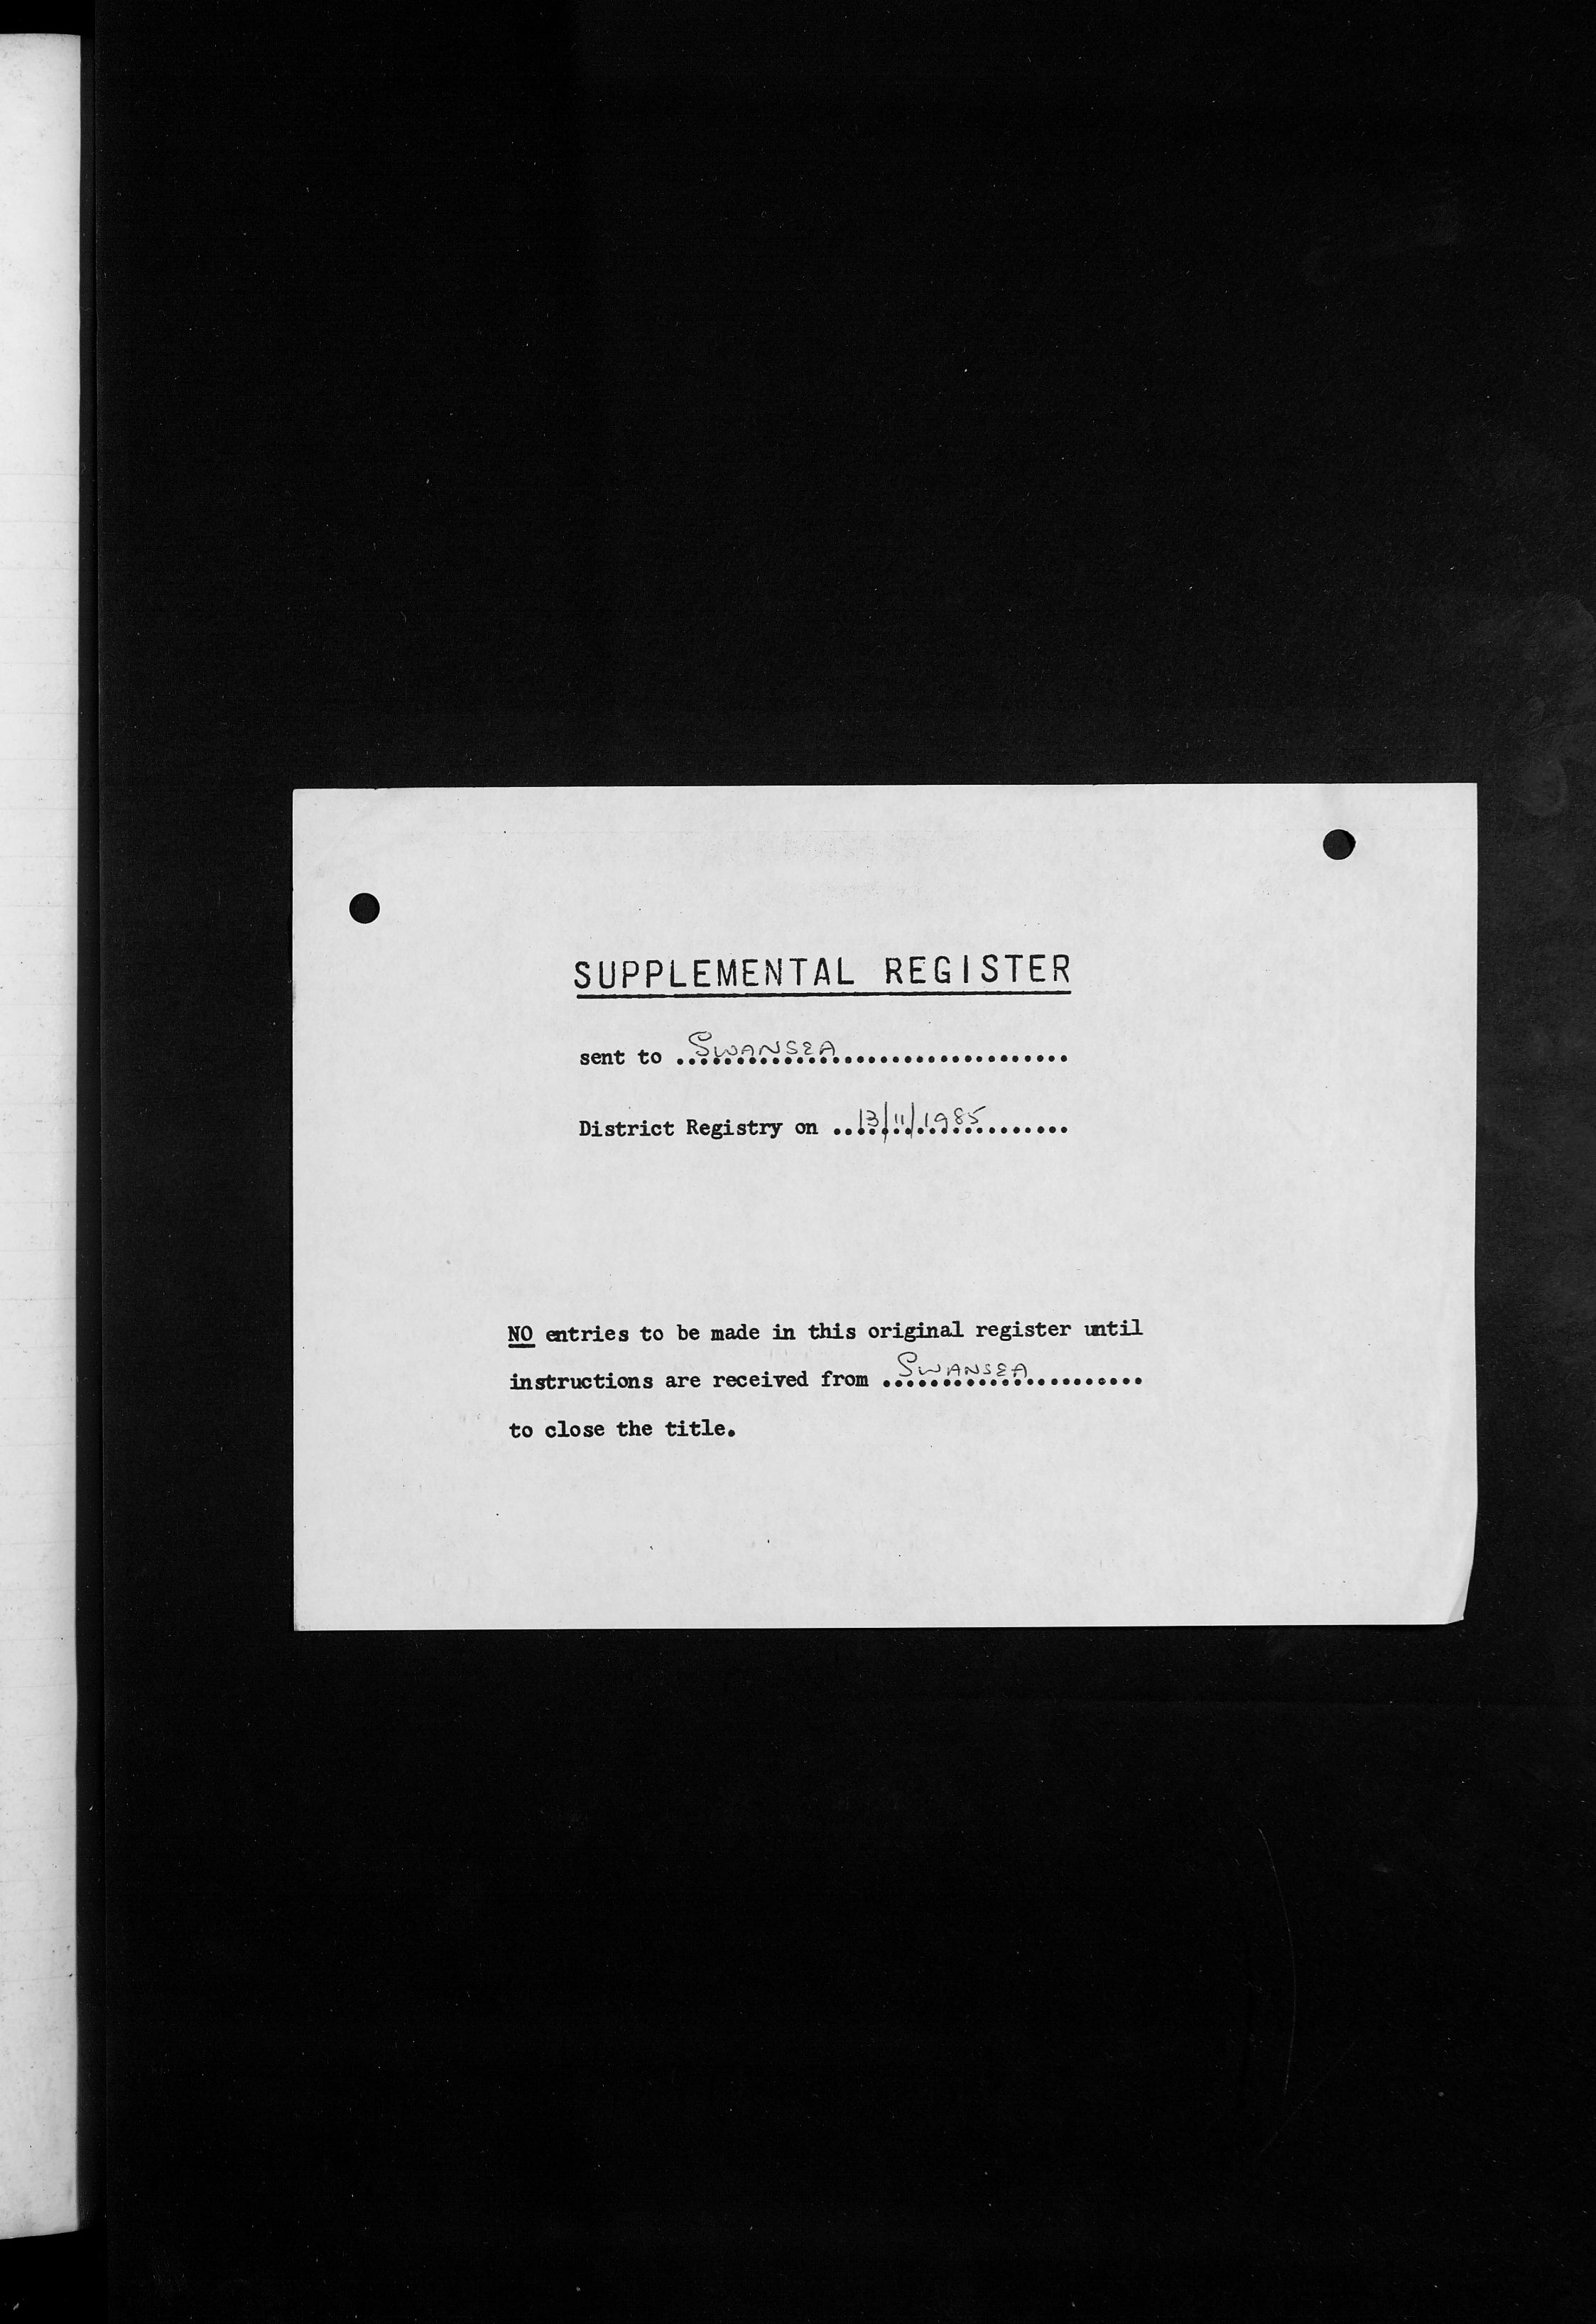 SUPPLEMENTAL REGISTER
sent to ..SWANSEA..................
District Registry on ..13/11/1985..........
NO entries to be made in this original register until
instructions are received from ..SWANSEA............
to close the title.